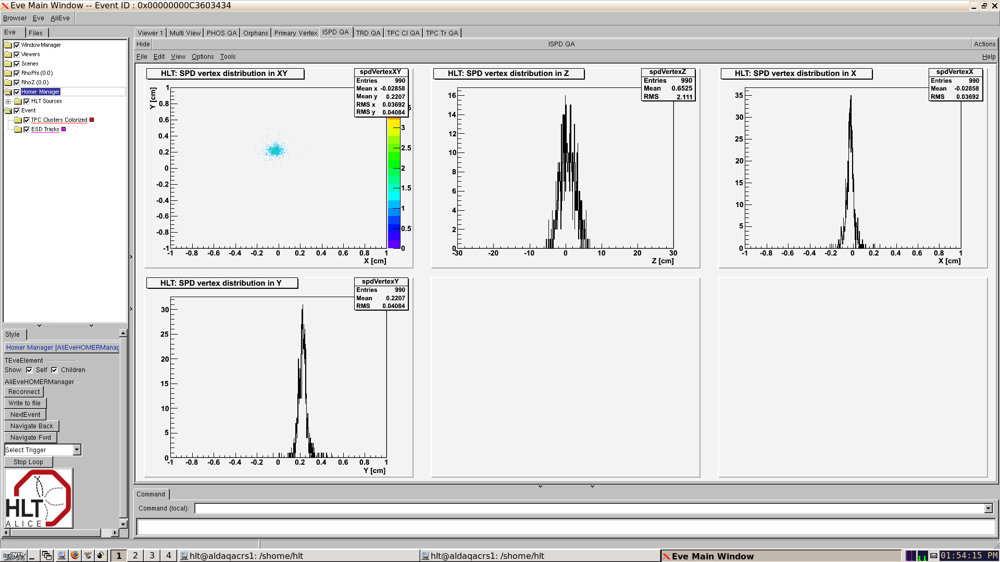 Eve Main Window -- Event ID : 0x00000000C3603434
Browser Eve AliEve
Eve Files
WindowManager
Viewers
Scenes
RhoPhi (0.0)
RhoZ (0.0)
Homer Manager
HLT Sources
Event
TPC Clusters Colorized
ESD Tracks
Style
Homer Manager [AliEveHOMERManag
TEveElement
Show: Self Children
AliEveHOMERManager
Reconnect
Write to file
NextEvent
Navigate Back
Navigate Fwd
Select Trigger
Stop Loop
HLT
ALICE
Viewer 1 Multi View PHOS QA Orphans Primary Vertex ISPD QA TRD QA TPC Cl QA TPC Tr QA
Hide ISPD QA Actions
File Edit View Options Tools Help
HLT: SPD vertex distribution in XY
spdVertexXY
Entries 990
Mean x -0.02858
Mean y 0.2207
RMS x 0.03692
RMS y 0.04084
Y [cm]
1
0.8
0.6
0.4
0.2
0
-0.2
-0.4
-0.6
-0.8
-1
-1 -0.8 -0.6 -0.4 -0.2 0 0.2 0.4 0.6 0.8 1
X [cm]
3
2.5
2
1.5
1
0.5
0
HLT: SPD vertex distribution in Z
spdVertexZ
Entries 990
Mean 0.6525
RMS 2.111
16
14
12
10
8
6
4
2
0
-30 -20 -10 0 10 20 30
Z [cm]
HLT: SPD vertex distribution in X
spdVertexX
Entries 990
Mean -0.02858
RMS 0.03692
35
30
25
20
15
10
5
0
-1 -0.8 -0.6 -0.4 -0.2 0 0.2 0.4 0.6 0.8 1
X [cm]
HLT: SPD vertex distribution in Y
spdVertexY
Entries 990
Mean 0.2207
RMS 0.04084
30
25
20
15
10
5
0
-1 -0.8 -0.6 -0.4 -0.2 0 0.2 0.4 0.6 0.8 1
Y [cm]
Command
Command (local):
IceWM 1 2 3 4 hlt@aldaqacrs1: /shome/hlt hlt@aldaqacrs1: /shome/hlt Eve Main Window 01:54:15 PM